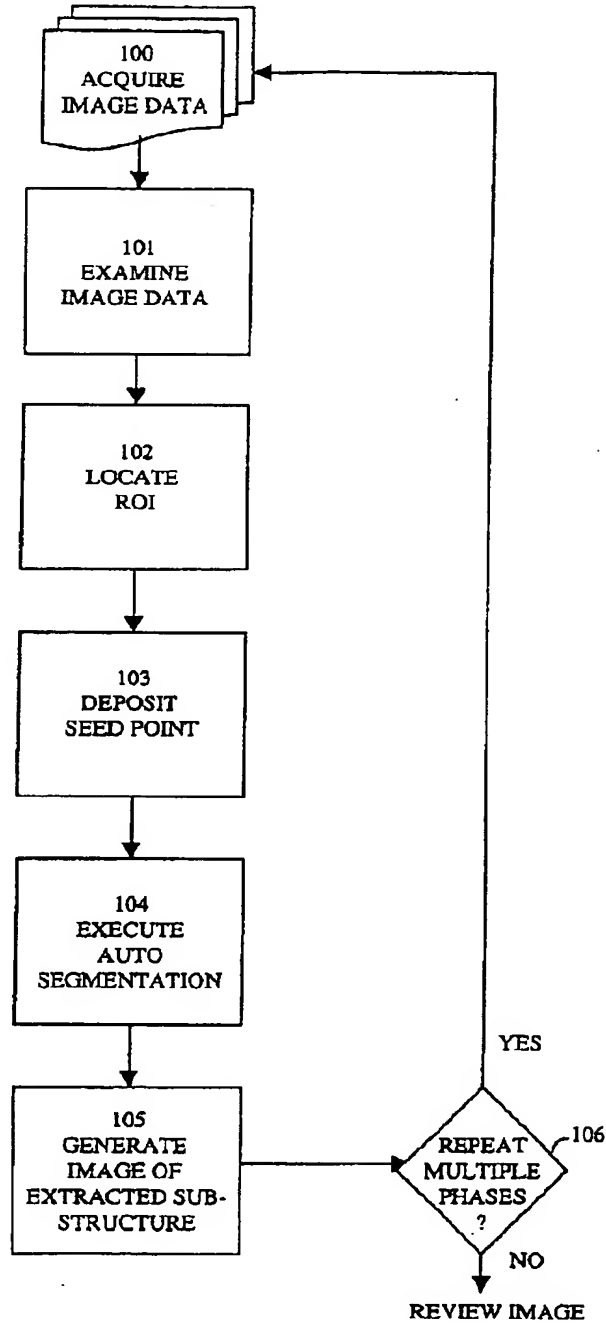 100
ACQUIRE
IMAGE DATA
101
EXAMINE
IMAGE DATA
102
LOCATE
ROI
103
DEPOSIT
SEED POINT
104
EXECUTE
AUTO
SEGMENTATION
105
GENERATE
IMAGE OF
EXTRACTED SUB-
STRUCTURE
YES
106
REPEAT
MULTIPLE
PHASES
?
NO
REVIEW IMAGE